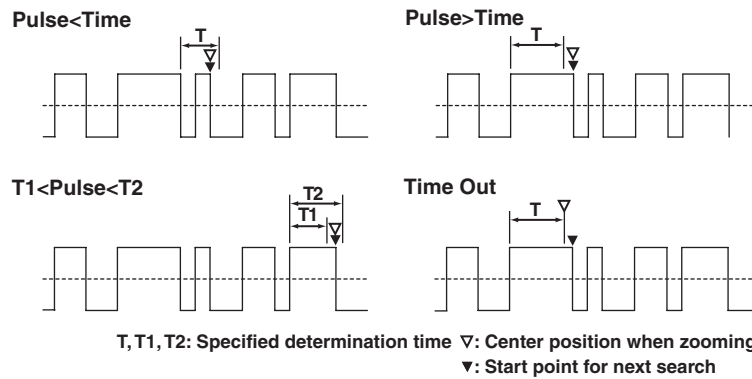 Pulse<Time
T
Pulse>Time
T
T1<Pulse<T2
T2
T1
Time Out
T
T, T1, T2: Specified determination time ▽: Center position when zooming
▼: Start point for next search